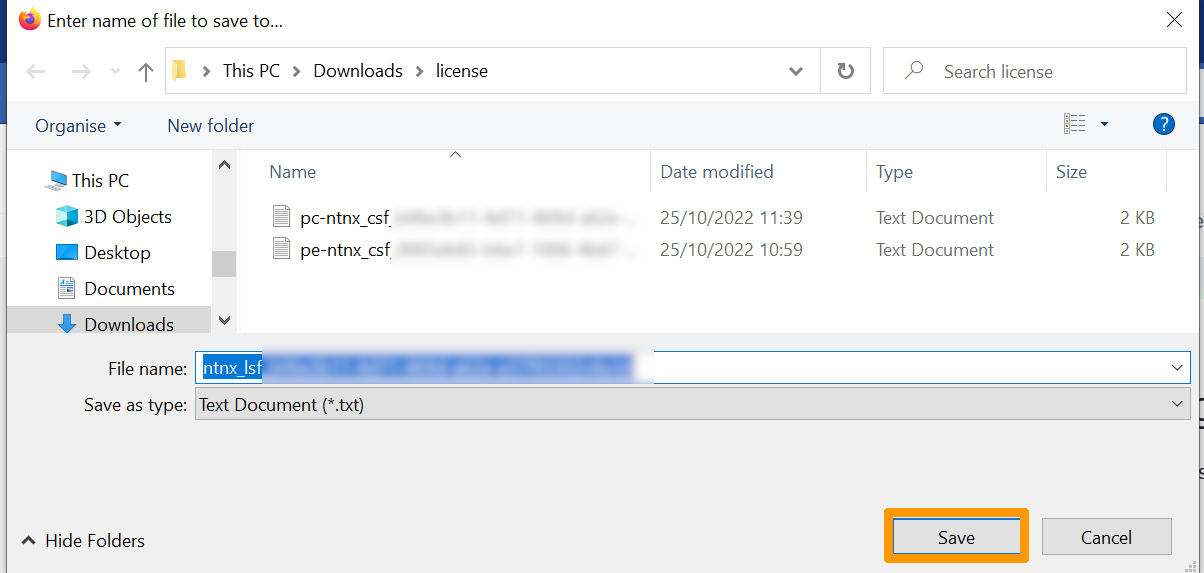 Enter name of file to save to...
This PC > Downloads > license
Search license
Organise
New folder
?
Name
Date modified
Type
Size
This PC
3D Objects
Desktop
Documents
Downloads
pc-ntnx_csf_ 25/10/2022 11:39 Text Document 2 KB
pe-ntnx_csf_ 25/10/2022 10:59 Text Document 2 KB
File name: ntnx_lsf
Save as type: Text Document (*.txt)
Hide Folders
Save
Cancel